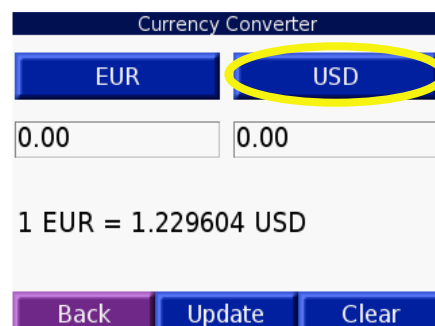 Currency Converter
EUR USD
0.00 0.00
1 EUR = 1.229604 USD
Back Update Clear